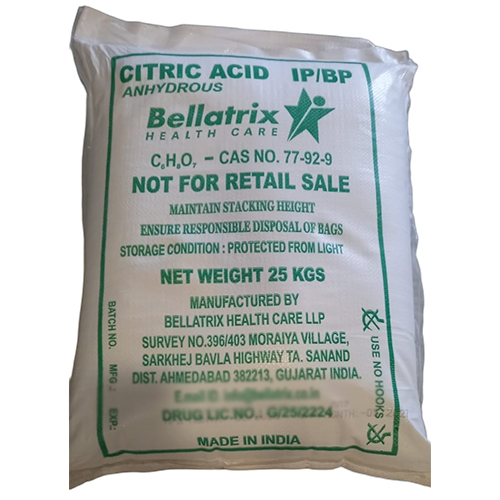 CITRIC ACID IP/BP
ANHYDROUS
Bellatrix
HEALTH CARE
C₆H₈O₇ – CAS NO. 77-92-9
NOT FOR RETAIL SALE
MAINTAIN STACKING HEIGHT
ENSURE RESPONSIBLE DISPOSAL OF BAGS
STORAGE CONDITION : PROTECTED FROM LIGHT
NET WEIGHT 25 KGS
MANUFACTURED BY
BELLATRIX HEALTH CARE LLP
SURVEY NO.396/403 MORAIYA VILLAGE,
SARKHEJ BAVLA HIGHWAY TA. SANAND
DIST. AHMEDABAD 382213, GUJARAT INDIA.
DRUG LIC.NO.: G/25/2224
MADE IN INDIA
BATCH NO.
MFG.:
EXP.:
USE NO HOOKS